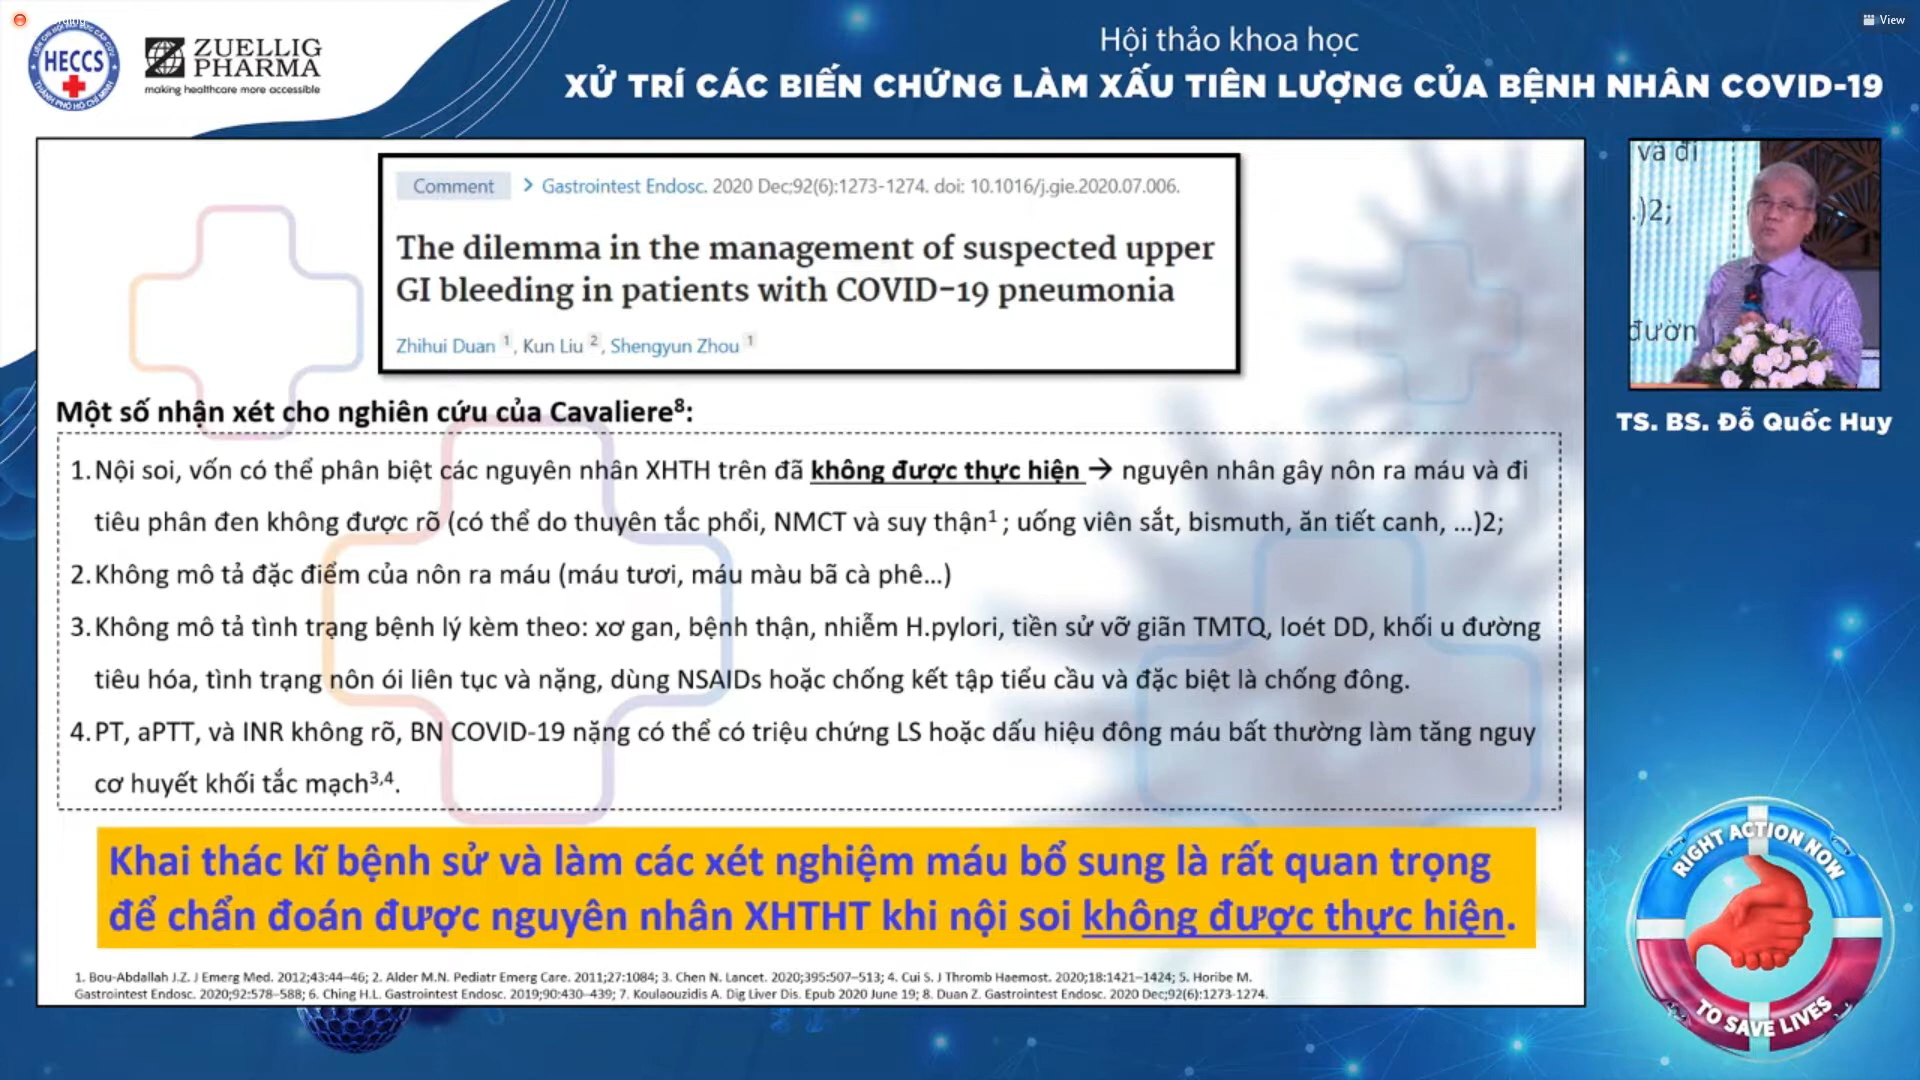 View
HECCS
THÀNH PHỐ HỒ CHÍ MINH
ZUELLIG
PHARMA
making healthcare more accessible
Hội thảo khoa học
XỬ TRÍ CÁC BIẾN CHỨNG LÀM XẤU TIÊN LƯỢNG CỦA BỆNH NHÂN COVID-19
Comment > Gastrointest Endosc. 2020 Dec;92(6):1273-1274. doi: 10.1016/j.gie.2020.07.006.
The dilemma in the management of suspected upper
GI bleeding in patients with COVID-19 pneumonia
Zhihui Duan 1, Kun Liu 2, Shengyun Zhou 1
Một số nhận xét cho nghiên cứu của Cavaliere⁸:
1. Nội soi, vốn có thể phân biệt các nguyên nhân XHTH trên đã không được thực hiện → nguyên nhân gây nôn ra máu và đi
tiêu phân đen không được rõ (có thể do thuyên tắc phổi, NMCT và suy thận¹ ; uống viên sắt, bismuth, ăn tiết canh, ...)2;
2. Không mô tả đặc điểm của nôn ra máu (máu tươi, máu màu bã cà phê...)
3. Không mô tả tình trạng bệnh lý kèm theo: xơ gan, bệnh thận, nhiễm H.pylori, tiền sử vỡ giãn TMTQ, loét DD, khối u đường
tiêu hóa, tình trạng nôn ói liên tục và nặng, dùng NSAIDs hoặc chống kết tập tiểu cầu và đặc biệt là chống đông.
4. PT, aPTT, và INR không rõ, BN COVID-19 nặng có thể có triệu chứng LS hoặc dấu hiệu đông máu bất thường làm tăng nguy
cơ huyết khối tắc mạch³,⁴.
Khai thác kĩ bệnh sử và làm các xét nghiệm máu bổ sung là rất quan trọng
để chẩn đoán được nguyên nhân XHTHT khi nội soi không được thực hiện.
1. Bou-Abdallah J.Z. J Emerg Med. 2012;43:44–46; 2. Alder M.N. Pediatr Emerg Care. 2011;27:1084; 3. Chen N. Lancet. 2020;395:507–513; 4. Cui S. J Thromb Haemost. 2020;18:1421–1424; 5. Horibe M.
Gastrointest Endosc. 2020;92:578–588; 6. Ching H.L. Gastrointest Endosc. 2019;90:430–439; 7. Koulaouzidis A. Dig Liver Dis. Epub 2020 June 19; 8. Duan Z. Gastrointest Endosc. 2020 Dec;92(6):1273-1274.
và đi
.)2;
đườn
TS. BS. Đỗ Quốc Huy
RIGHT ACTION NOW
TO SAVE LIVES